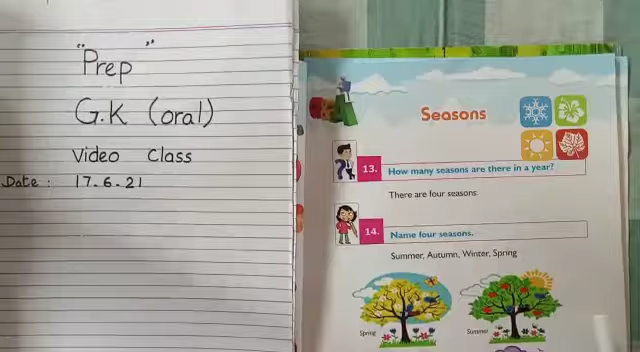 "Prep"
G.K (oral)
Video Class
Date : 17.6.21
Seasons
13. How many seasons are there in a year?
There are four seasons.
14. Name four seasons.
Summer, Autumn, Winter, Spring
Spring
Summer